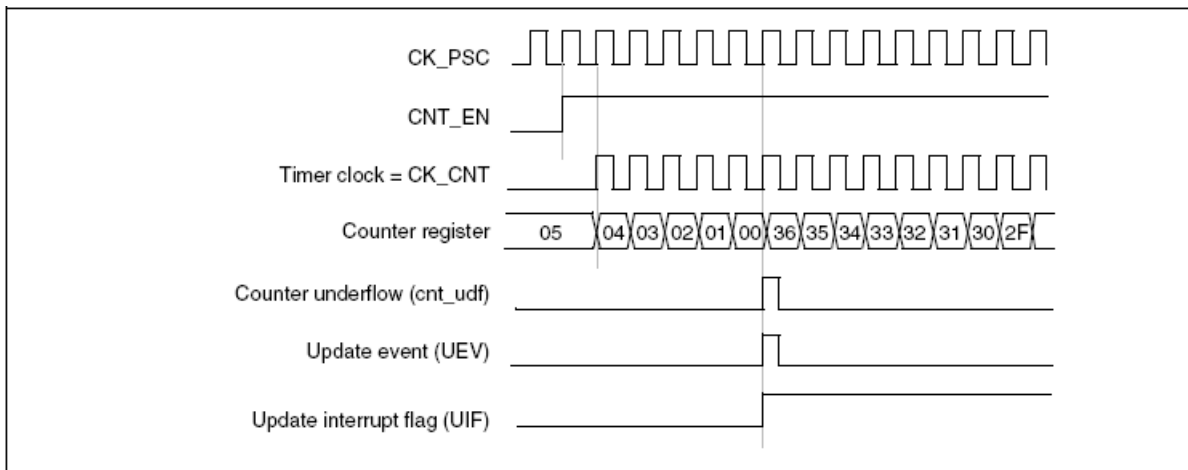 CK_PSC
CNT_EN
Timer clock = CK_CNT
Counter register 05 04 03 02 01 00 36 35 34 33 32 31 30 2F
Counter underflow (cnt_udf)
Update event (UEV)
Update interrupt flag (UIF)